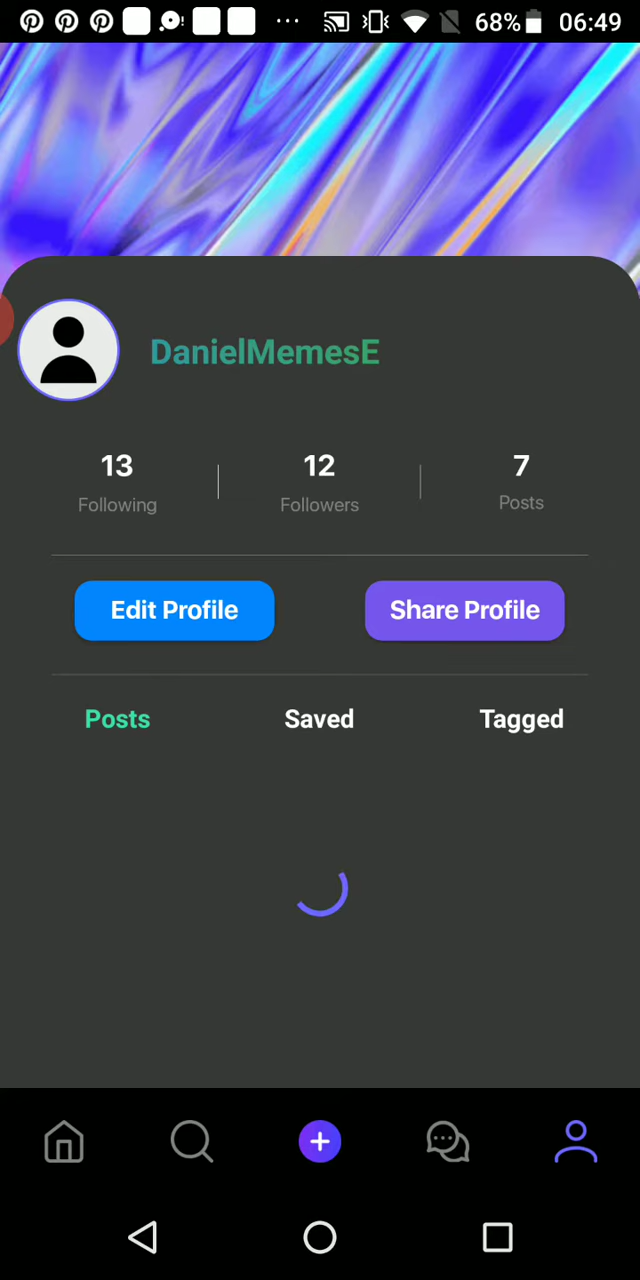 68% 06:49
DanielMemesE
13 12 7
Following Followers Posts
Edit Profile Share Profile
Posts Saved Tagged